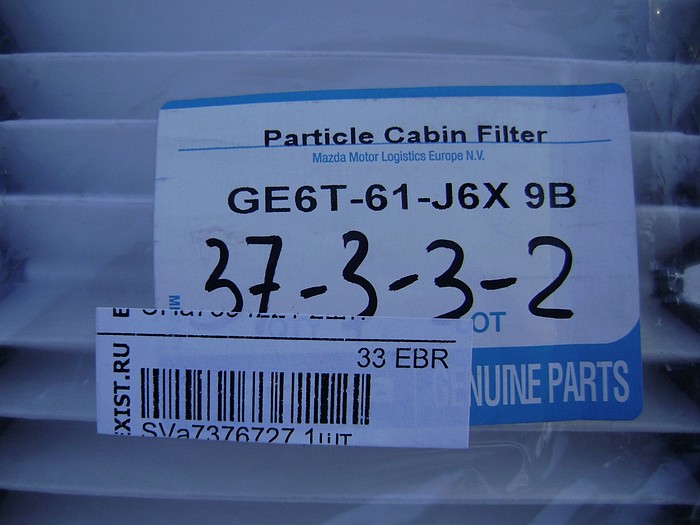 Particle Cabin Filter
Mazda Motor Logistics Europe N.V.
GE6T-61-J6X 9B
37-3-3-2
OT
GENUINE PARTS
33 EBR
EXIST.RU
SVa7376727 1шт